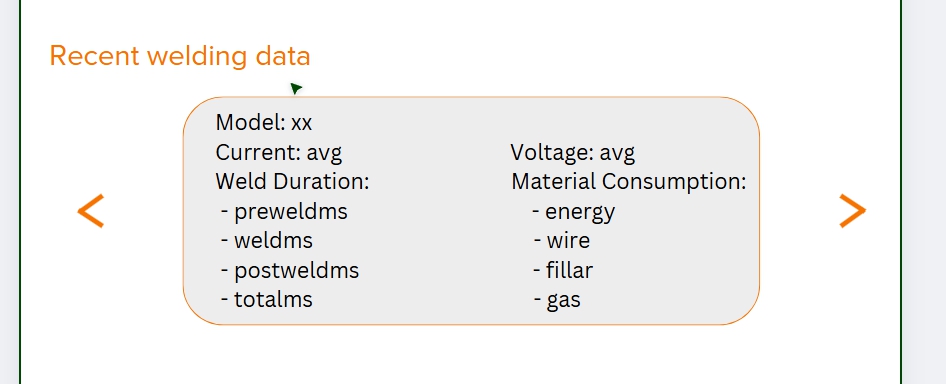 Recent welding data
Model: xx
Current: avg Voltage: avg
Weld Duration: Material Consumption:
- preweldms - energy
- weldms - wire
- postweldms - fillar
- totalms - gas